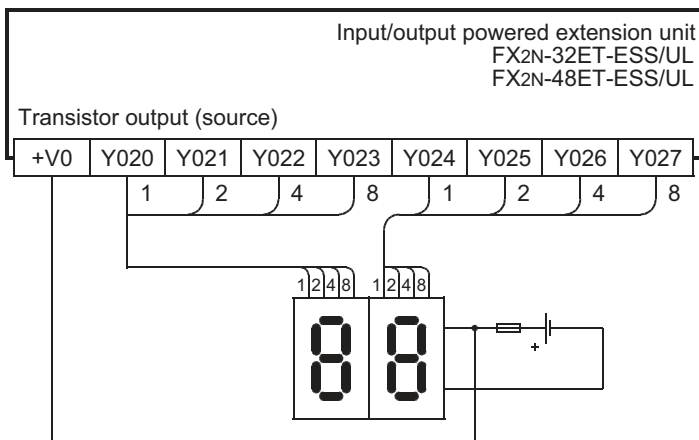 Input/output powered extension unit
FX2N-32ET-ESS/UL
FX2N-48ET-ESS/UL
Transistor output (source)
+V0 Y020 Y021 Y022 Y023 Y024 Y025 Y026 Y027
1 2 4 8 1 2 4 8
1 2 4 8 1 2 4 8
8 8
+